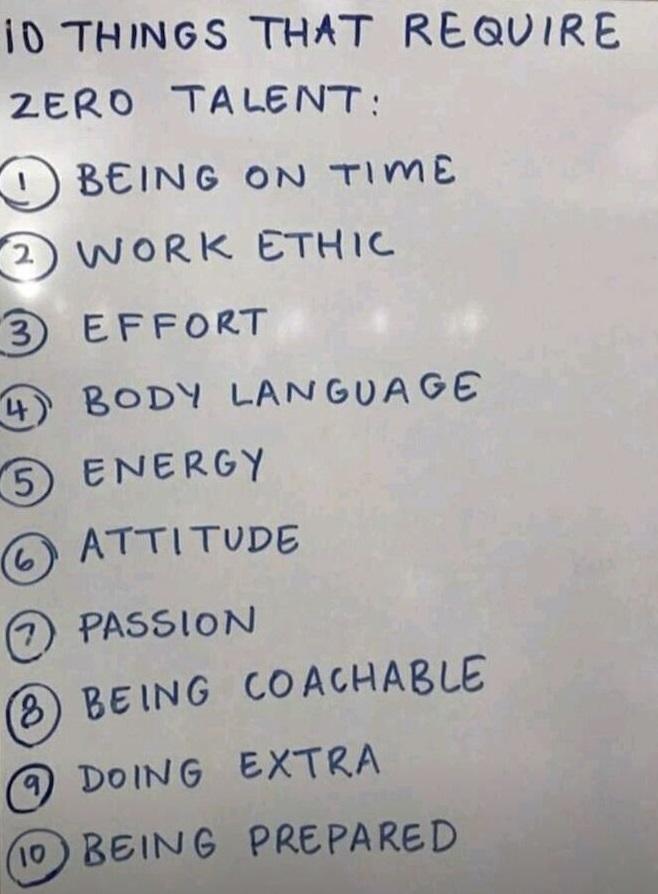 10 THINGS THAT REQUIRE
ZERO TALENT:
1 BEING ON TIME
2 WORK ETHIC
3 EFFORT
4 BODY LANGUAGE
5 ENERGY
6 ATTITUDE
7 PASSION
8 BEING COACHABLE
9 DOING EXTRA
10 BEING PREPARED